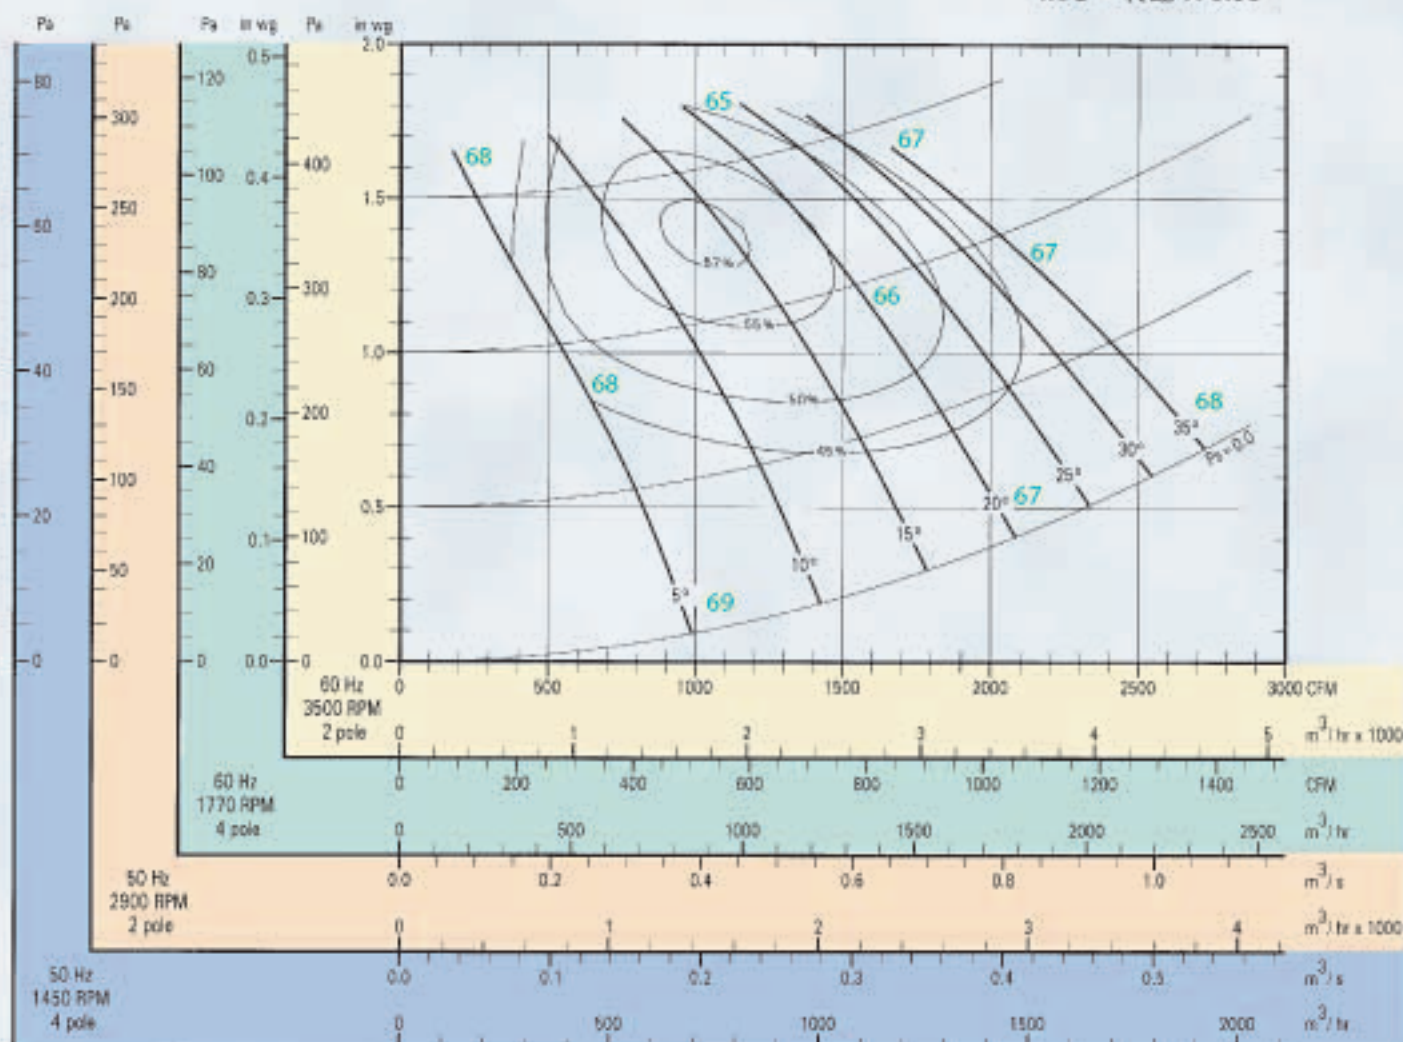 Pa Pa Pa in wg Pa in wg
80 300 120 0.5 400 2.0
60 250 100 0.4 300 1.5
40 200 80 0.3 200 1.0
20 150 60 0.2 100 0.5
0 100 40 0.1 0 0.0
50 20 0.0
0 0
65
68 67
67
57%
66
55%
68 50% 68
45% 30° 35° Ps = 0.0
25°
20° 67
15°
10°
5° 69
60 Hz 0 500 1000 1500 2000 2500 3000 CFM
3500 RPM
2 pole 0 1 2 3 4 5 m³/ hr x 1000
60 Hz 0 200 400 600 800 1000 1200 1400 CFM
1770 RPM
4 pole 0 500 1000 1500 2000 2500 m³/ hr
50 Hz 0.0 0.2 0.4 0.6 0.8 1.0 m³/ s
2900 RPM
2 pole 0 1 2 3 4 m³/ hr x 1000
50 Hz 0.0 0.1 0.2 0.3 0.4 0.5 m³/ s
1450 RPM
4 pole 0 500 1000 1500 2000 m³/ hr